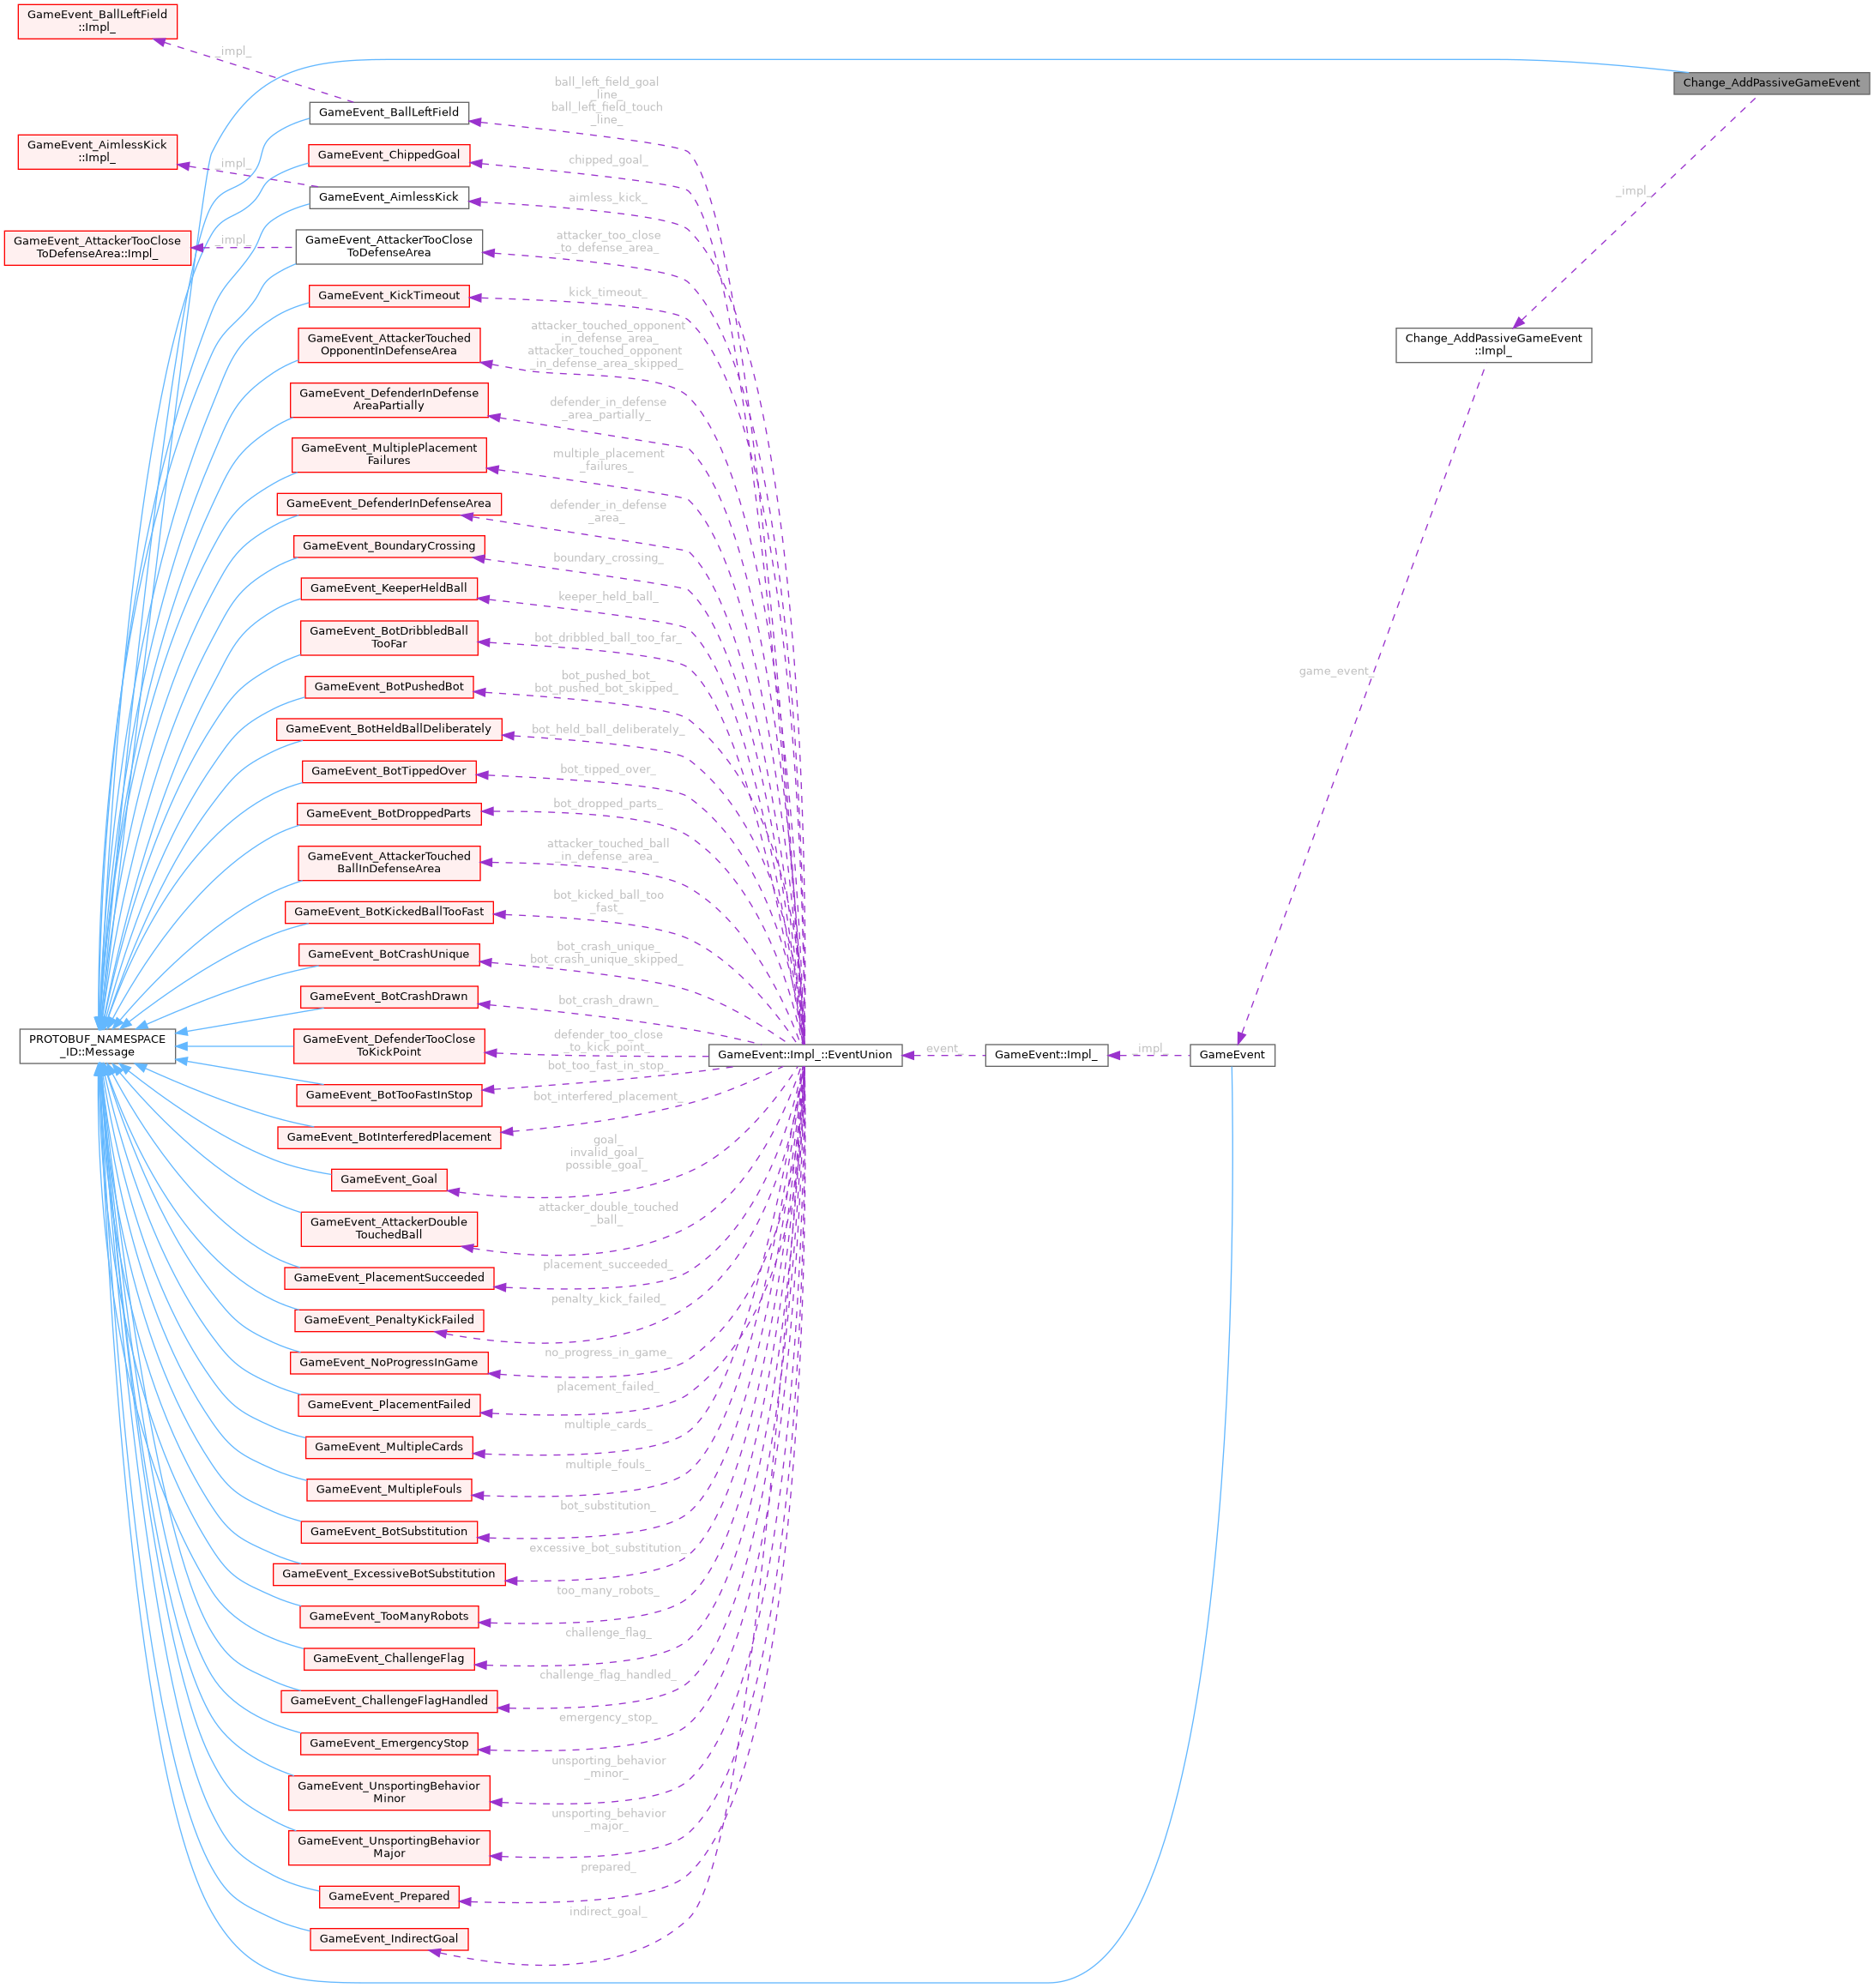 GameEvent_BallLeftField
::Impl_
_impl_
Change_AddPassiveGameEvent
ball_left_field_goal
_line_
ball_left_field_touch
_line_
GameEvent_BallLeftField
GameEvent_AimlessKick
::Impl_
_impl_
GameEvent_ChippedGoal
chipped_goal_
GameEvent_AimlessKick
aimless_kick_
_impl_
GameEvent_AttackerTooClose
ToDefenseArea::Impl_
_impl_
GameEvent_AttackerTooClose
ToDefenseArea
attacker_too_close
_to_defense_area_
GameEvent_KickTimeout
kick_timeout_
Change_AddPassiveGameEvent
::Impl_
GameEvent_AttackerTouched
OpponentInDefenseArea
attacker_touched_opponent
_in_defense_area_
attacker_touched_opponent
_in_defense_area_skipped_
GameEvent_DefenderInDefense
AreaPartially
defender_in_defense
_area_partially_
GameEvent_MultiplePlacement
Failures
multiple_placement
_failures_
GameEvent_DefenderInDefenseArea
defender_in_defense
_area_
GameEvent_BoundaryCrossing
boundary_crossing_
GameEvent_KeeperHeldBall
keeper_held_ball_
GameEvent_BotDribbledBall
TooFar
bot_dribbled_ball_too_far_
game_event_
GameEvent_BotPushedBot
bot_pushed_bot_
bot_pushed_bot_skipped_
GameEvent_BotHeldBallDeliberately
bot_held_ball_deliberately_
GameEvent_BotTippedOver
bot_tipped_over_
GameEvent_BotDroppedParts
bot_dropped_parts_
GameEvent_AttackerTouched
BallInDefenseArea
attacker_touched_ball
_in_defense_area_
GameEvent_BotKickedBallTooFast
bot_kicked_ball_too
_fast_
GameEvent_BotCrashUnique
bot_crash_unique_
bot_crash_unique_skipped_
GameEvent_BotCrashDrawn
bot_crash_drawn_
PROTOBUF_NAMESPACE
_ID::Message
GameEvent_DefenderTooClose
ToKickPoint
defender_too_close
_to_kick_point_
GameEvent::Impl_::EventUnion
event_
GameEvent::Impl_
_impl_
GameEvent
GameEvent_BotTooFastInStop
bot_too_fast_in_stop_
GameEvent_BotInterferedPlacement
bot_interfered_placement_
GameEvent_Goal
goal_
invalid_goal_
possible_goal_
GameEvent_AttackerDouble
TouchedBall
attacker_double_touched
_ball_
GameEvent_PlacementSucceeded
placement_succeeded_
GameEvent_PenaltyKickFailed
penalty_kick_failed_
GameEvent_NoProgressInGame
no_progress_in_game_
GameEvent_PlacementFailed
placement_failed_
GameEvent_MultipleCards
multiple_cards_
GameEvent_MultipleFouls
multiple_fouls_
GameEvent_BotSubstitution
bot_substitution_
GameEvent_ExcessiveBotSubstitution
excessive_bot_substitution_
GameEvent_TooManyRobots
too_many_robots_
GameEvent_ChallengeFlag
challenge_flag_
GameEvent_ChallengeFlagHandled
challenge_flag_handled_
GameEvent_EmergencyStop
emergency_stop_
GameEvent_UnsportingBehavior
Minor
unsporting_behavior
_minor_
GameEvent_UnsportingBehavior
Major
unsporting_behavior
_major_
GameEvent_Prepared
prepared_
GameEvent_IndirectGoal
indirect_goal_